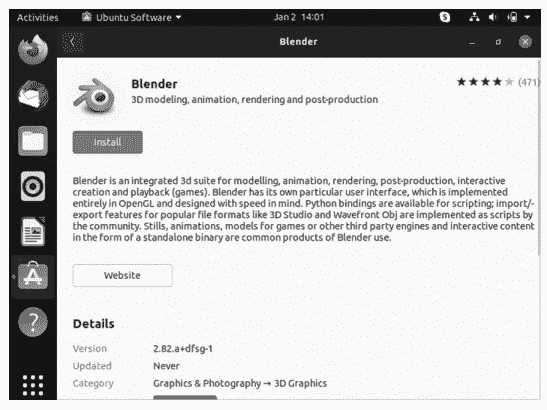 Activities Ubuntu Software Jan 2 14:01 S
Blender
Blender (471)
3D modeling, animation, rendering and post-production
Install
Blender is an integrated 3d suite for modelling, animation, rendering, post-production, interactive
creation and playback (games). Blender has its own particular user interface, which is implemented
entirely in OpenGL and designed with speed in mind. Python bindings are available for scripting; import/-
export features for popular file formats like 3D Studio and Wavefront Obj are implemented as scripts by
the community. Stills, animations, models for games or other third party engines and interactive content
in the form of a standalone binary are common products of Blender use.
Website
Details
Version 2.82.a+dfsg-1
Updated Never
Category Graphics & Photography → 3D Graphics